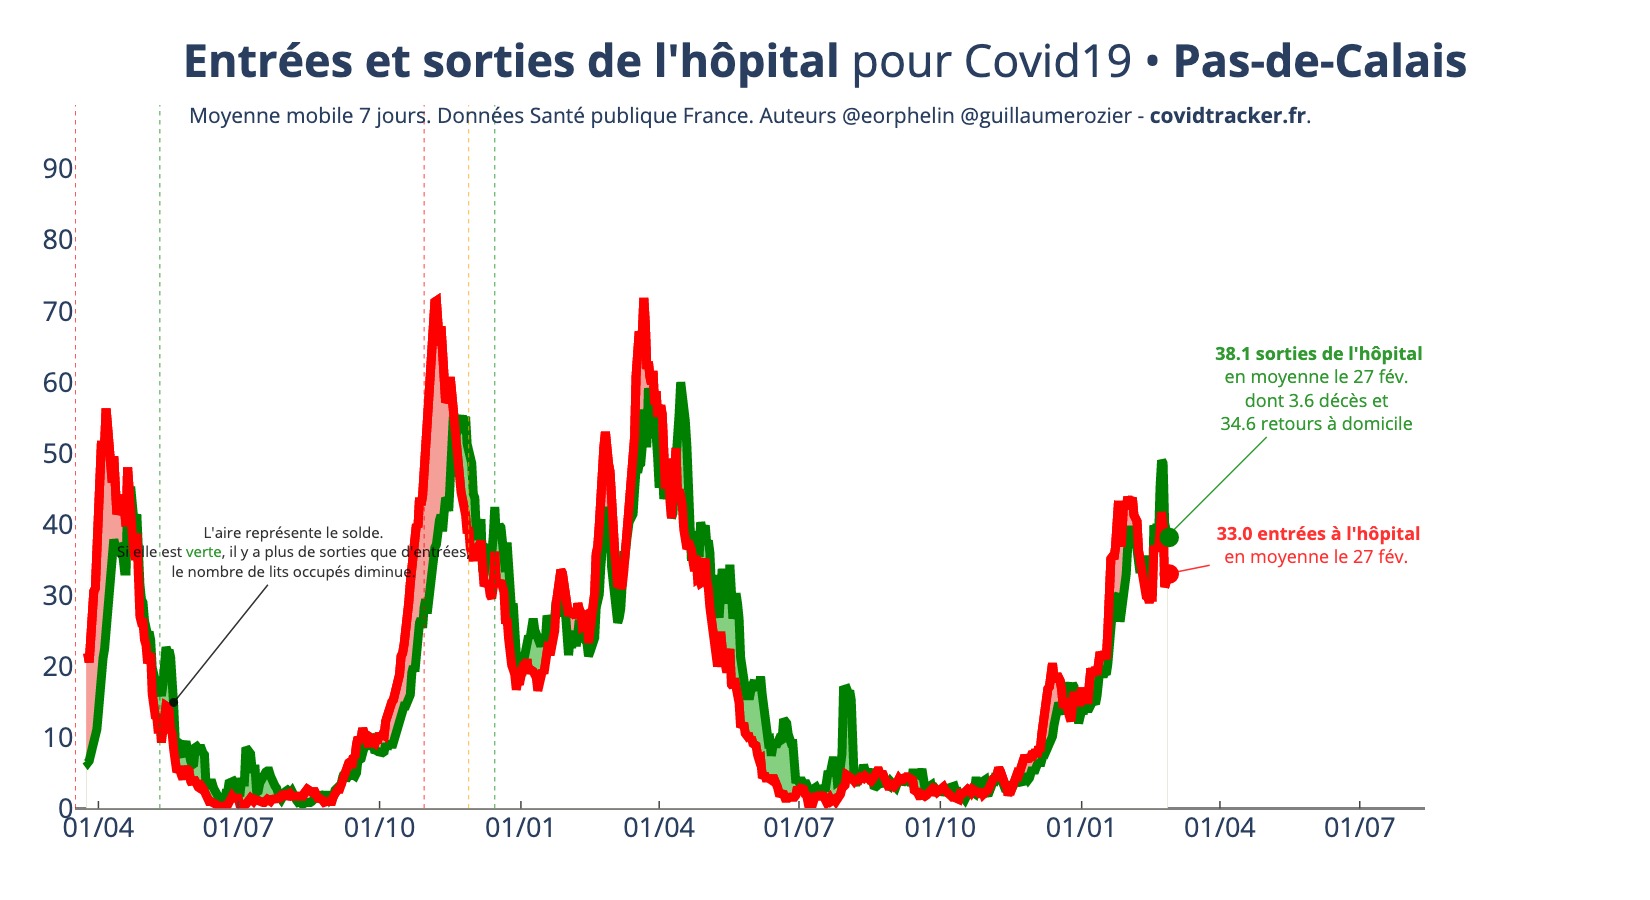 Entrées et sorties de l'hôpital pour Covid19 • Pas-de-Calais
Moyenne mobile 7 jours. Données Santé publique France. Auteurs @eorphelin @guillaumerozier - covidtracker.fr.
90
80
70
60
50
40
30
20
10
0
38.1 sorties de l'hôpital
en moyenne le 27 fév.
dont 3.6 décès et
34.6 retours à domicile
33.0 entrées à l'hôpital
en moyenne le 27 fév.
L'aire représente le solde.
Si elle est verte, il y a plus de sorties que d'entrées,
le nombre de lits occupés diminue.
01/04 01/07 01/10 01/01 01/04 01/07 01/10 01/01 01/04 01/07